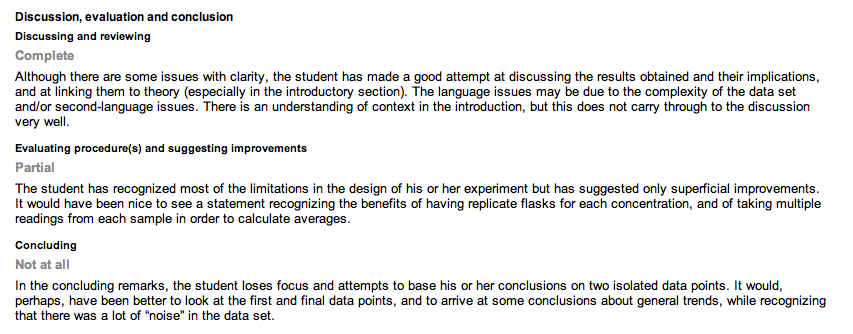 Discussion, evaluation and conclusion
Discussing and reviewing
Complete
Although there are some issues with clarity, the student has made a good attempt at discussing the results obtained and their implications,
and at linking them to theory (especially in the introductory section). The language issues may be due to the complexity of the data set
and/or second-language issues. There is an understanding of context in the introduction, but this does not carry through to the discussion
very well.
Evaluating procedure(s) and suggesting improvements
Partial
The student has recognized most of the limitations in the design of his or her experiment but has suggested only superficial improvements.
It would have been nice to see a statement recognizing the benefits of having replicate flasks for each concentration, and of taking multiple
readings from each sample in order to calculate averages.
Concluding
Not at all
In the concluding remarks, the student loses focus and attempts to base his or her conclusions on two isolated data points. It would,
perhaps, have been better to look at the first and final data points, and to arrive at some conclusions about general trends, while recognizing
that there was a lot of “noise” in the data set.